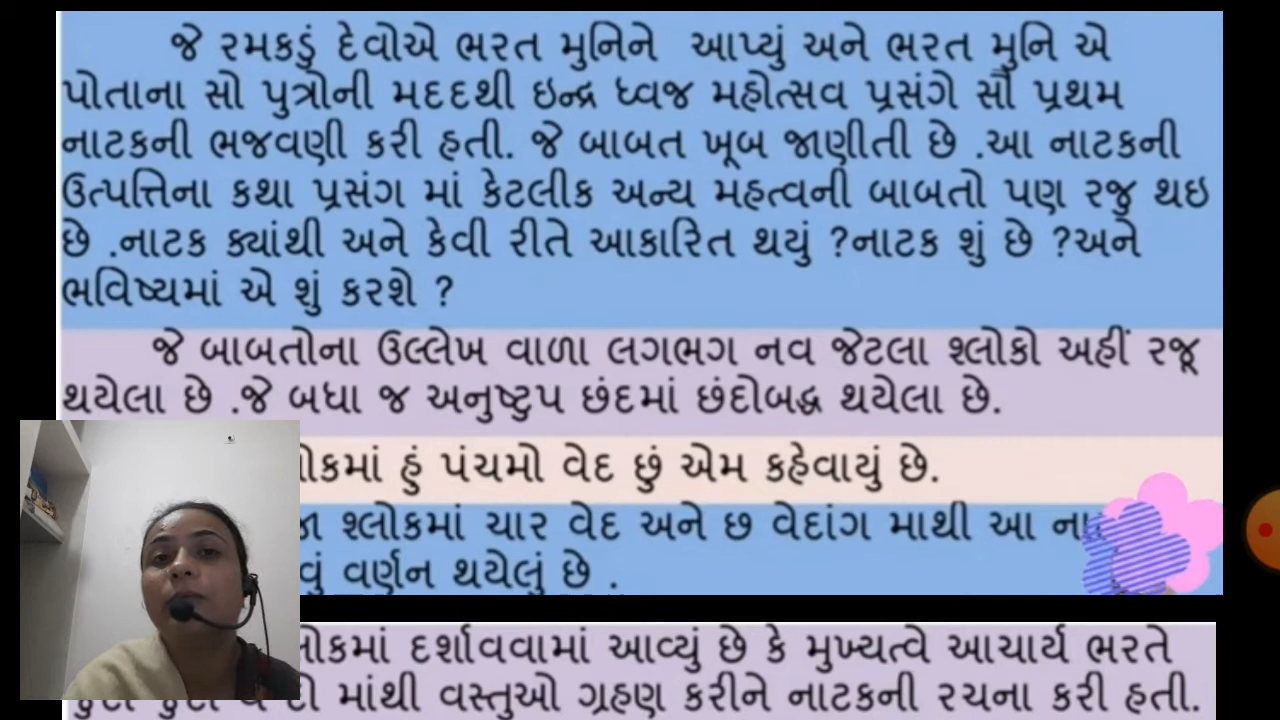 જે રમકડું દેવોએ ભરત મુનિને આપ્યું અને ભરત મુનિ એ
પોતાના સો પુત્રોની મદદથી ઇન્દ્ર ધ્વજ મહોત્સવ પ્રસંગે સૌ પ્રથમ
નાટકની ભજવણી કરી હતી. જે બાબત ખૂબ જાણીતી છે .આ નાટકની
ઉત્પત્તિના કથા પ્રસંગ માં કેટલીક અન્ય મહત્વની બાબતો પણ રજુ થઇ
છે .નાટક ક્યાંથી અને કેવી રીતે આકારિત થયું ?નાટક શું છે ?અને
ભવિષ્યમાં એ શું કરશે ?
જે બાબતોના ઉલ્લેખ વાળા લગભગ નવ જેટલા શ્લોકો અહીં રજૂ
થયેલા છે .જે બધા જ અનુષ્ટુપ છંદમાં છંદોબદ્ધ થયેલા છે.
હું પંચમો વેદ છું એમ કહેવાયું છે.
શ્લોકમાં ચાર વેદ અને છ વેદાંગ માથી આ
વર્ણન થયેલું છે .
દર્શાવવામાં આવ્યું છે કે મુખ્યત્વે આચાર્ય ભરતે
માંથી વસ્તુઓ ગ્રહણ કરીને નાટકની રચના કરી હતી.